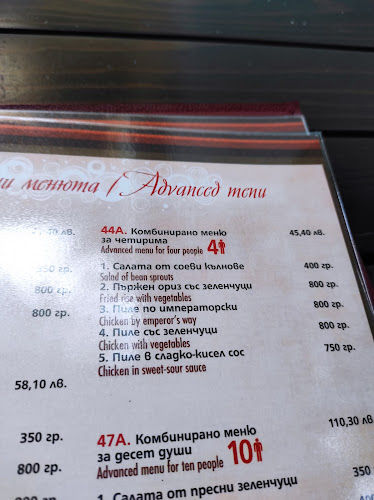 ни менюта / Advanced menu
44А. Комбинирано меню 45,40 лв.
за четирима 4
Advanced menu for four people
350 гр. 1. Салата от соеви кълнове 400 гр.
Salad of bean sprouts
800 гр. 2. Пържен ориз със зеленчуци 800 гр.
Fried rice with vegetables
800 гр. 3. Пиле по императорски 800 гр.
Chicken by emperor's way
4. Пиле със зеленчуци 800 гр.
Chicken with vegetables
5. Пиле в сладко-кисел сос 750 гр.
Chicken in sweet-sour sauce
58,10 лв.
110,30 лв.
350 гр. 47А. Комбинирано меню
за десет души 10
800 гр. Advanced menu for ten people
1. Салата от пресни зеленчуци